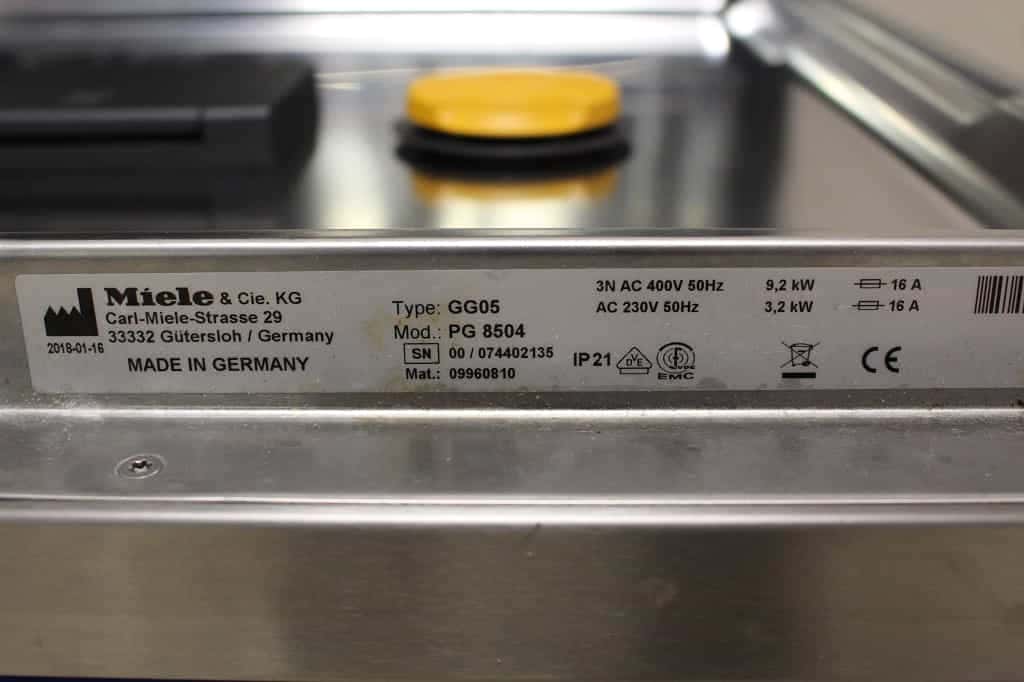 Miele & Cie. KG
Carl-Miele-Strasse 29
33332 Gütersloh / Germany
2018-01-16
MADE IN GERMANY
Type: GG05
Mod.: PG 8504
SN 00 / 074402135
Mat.: 09960810
3N AC 400V 50Hz 9,2 kW 16 A
AC 230V 50Hz 3,2 kW 16 A
IP21 VDE EMC CE